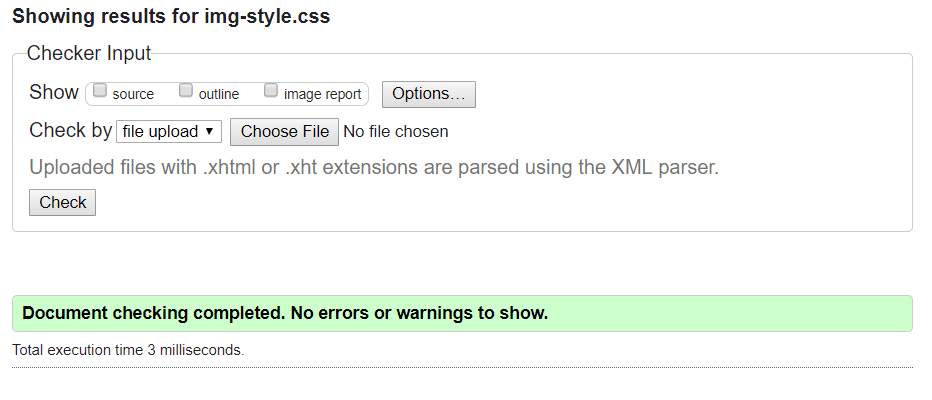 Showing results for img-style.css
Checker Input
Show source outline image report Options...
Check by file upload Choose File No file chosen
Uploaded files with .xhtml or .xht extensions are parsed using the XML parser.
Check
Document checking completed. No errors or warnings to show.
Total execution time 3 milliseconds.